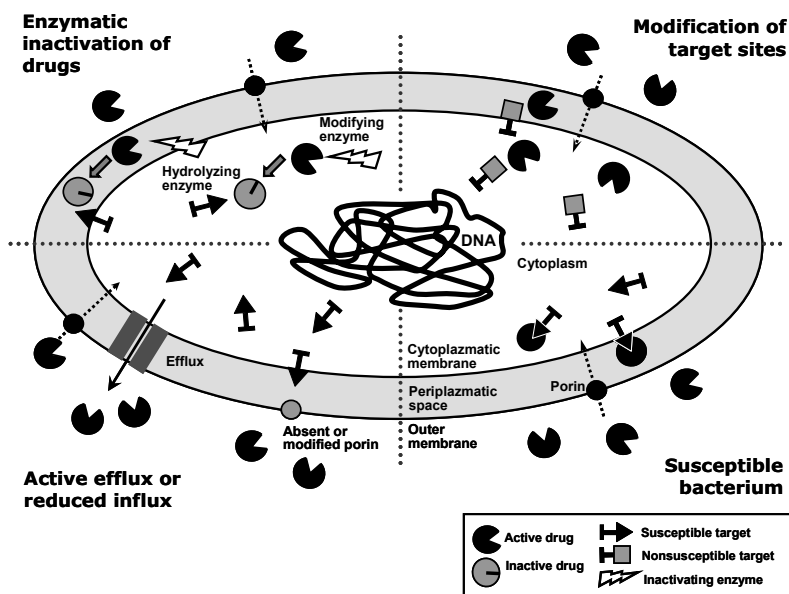 Enzymatic
inactivation of
drugs
Modification of
target sites
Modifying
enzyme
Hydrolyzing
enzyme
DNA
Cytoplasm
Efflux
Cytoplazmatic
membrane
Periplazmatic
space
Porin
Absent or
modified porin
Outer
membrane
Active efflux or
reduced influx
Susceptible
bacterium
Active drug
Inactive drug
Susceptible target
Nonsusceptible target
Inactivating enzyme